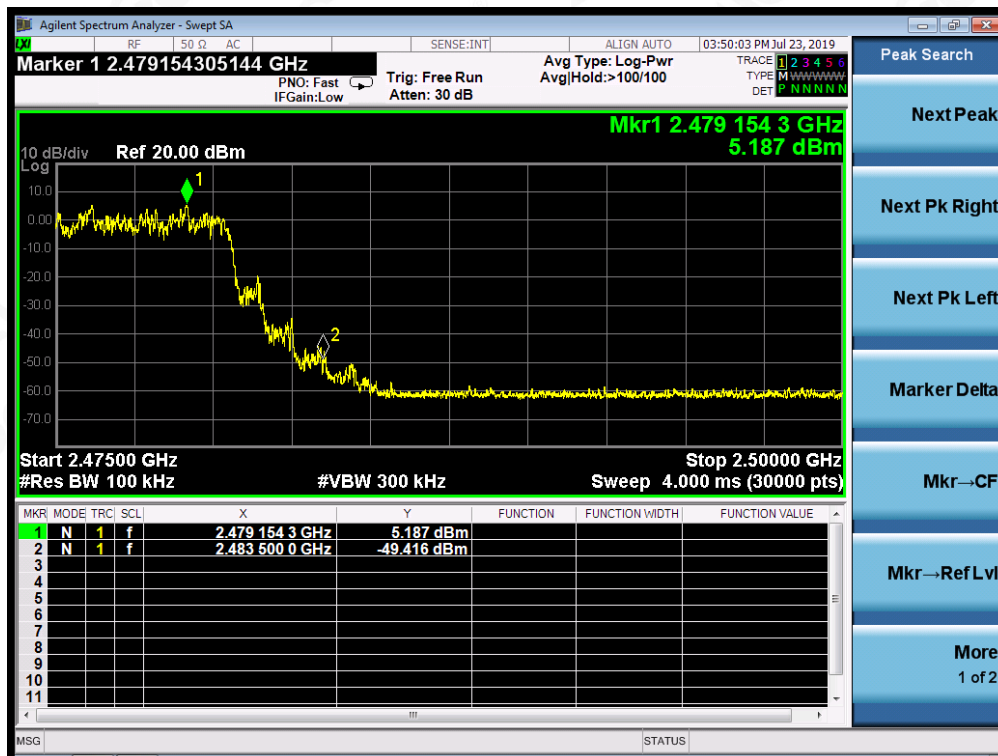 Agilent Spectrum Analyzer - Swept SA
LXI RF 50 Ω AC SENSE:INT ALIGN AUTO 03:50:03 PM Jul 23, 2019
Marker 1 2.479154305144 GHz
PNO: Fast
IFGain:Low
Trig: Free Run
Atten: 30 dB
Avg Type: Log-Pwr
Avg|Hold:>100/100
TRACE 1 2 3 4 5 6
TYPE M WWWWW
DET P N N N N N
Mkr1 2.479 154 3 GHz
5.187 dBm
10 dB/div Ref 20.00 dBm
Log
10.0
0.00
-10.0
-20.0
-30.0
-40.0
-50.0
-60.0
-70.0
1
2
Start 2.47500 GHz Stop 2.50000 GHz
#Res BW 100 kHz #VBW 300 kHz Sweep 4.000 ms (30000 pts)
MKR MODE TRC SCL X Y FUNCTION FUNCTION WIDTH FUNCTION VALUE
1 N 1 f 2.479 154 3 GHz 5.187 dBm
2 N 1 f 2.483 500 0 GHz -49.416 dBm
3
4
5
6
7
8
9
10
11
MSG STATUS
Peak Search
Next Peak
Next Pk Right
Next Pk Left
Marker Delta
Mkr→CF
Mkr→Ref Lvl
More
1 of 2